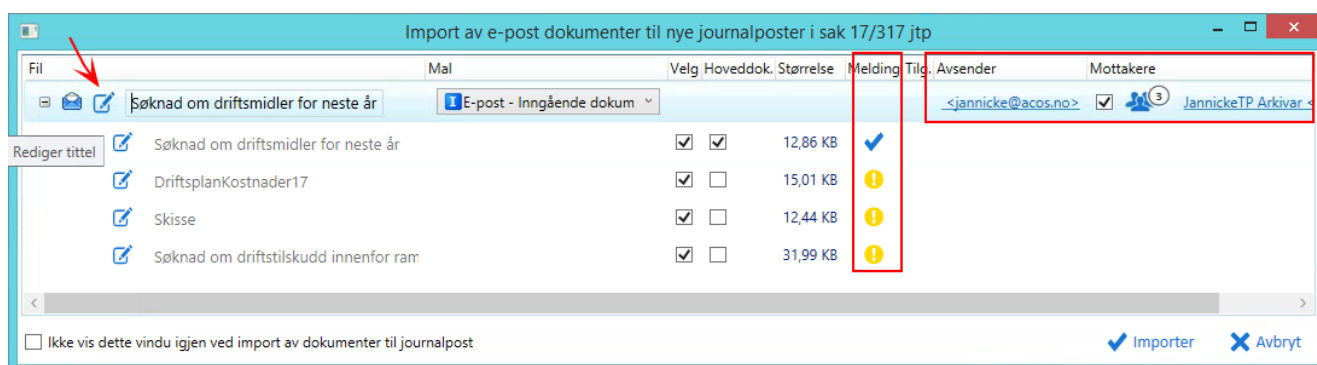 Import av e-post dokumenter til nye journalposter i sak 17/317 jtp
Fil Mal Velg Hoveddok. Størrelse Melding Tilg. Avsender Mottakere
Søknad om driftsmidler for neste år I E-post - Inngående dokum <jannicke@acos.no> 3 JannickeTP Arkivar <
Rediger tittel
Søknad om driftsmidler for neste år 12,86 KB
DriftsplanKostnader17 15,01 KB
Skisse 12,44 KB
Søknad om driftstilskudd innenfor ram 31,99 KB
Ikke vis dette vindu igjen ved import av dokumenter til journalpost Importer Avbryt